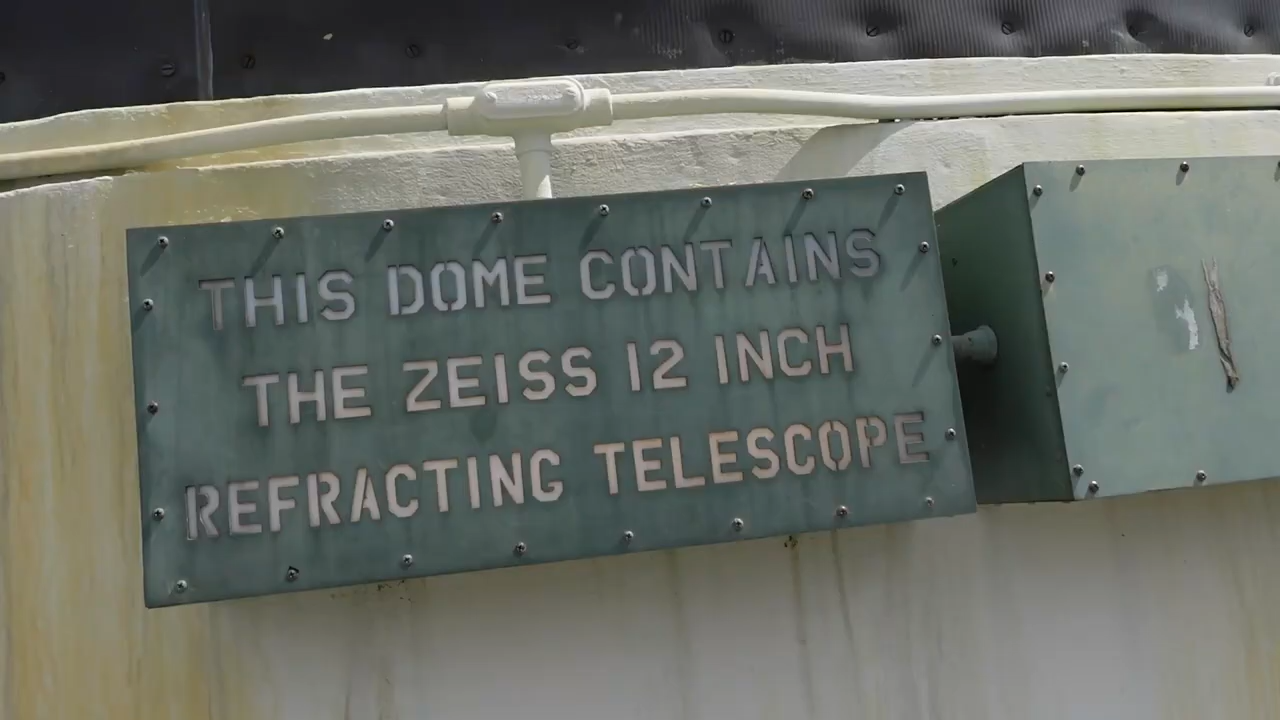 THIS DOME CONTAINS
THE ZEISS 12 INCH
REFRACTING TELESCOPE